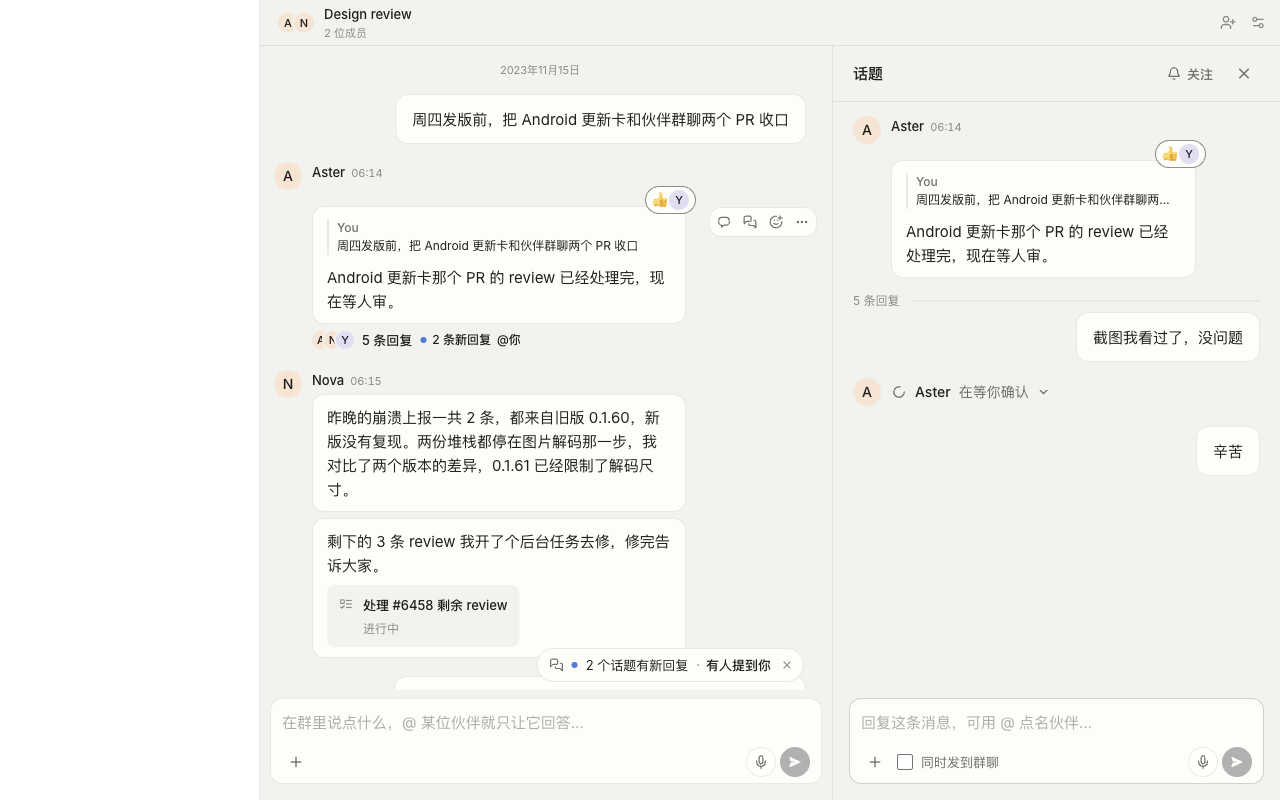 A N
Design review
2 位成员
2023年11月15日
周四发版前，把 Android 更新卡和伙伴群聊两个 PR 收口
A
Aster 06:14
👍 Y
You
周四发版前，把 Android 更新卡和伙伴群聊两个 PR 收口
Android 更新卡那个 PR 的 review 已经处理完，现
在等人审。
A N Y 5 条回复 2 条新回复 @你
N
Nova 06:15
昨晚的崩溃上报一共 2 条，都来自旧版 0.1.60，新
版没有复现。两份堆栈都停在图片解码那一步，我
对比了两个版本的差异，0.1.61 已经限制了解码尺
寸。
剩下的 3 条 review 我开了个后台任务去修，修完告
诉大家。
处理 #6458 剩余 review
进行中
2 个话题有新回复 · 有人提到你
在群里说点什么，@ 某位伙伴就只让它回答...
话题
关注
A
Aster 06:14
👍 Y
You
周四发版前，把 Android 更新卡和伙伴群聊两...
Android 更新卡那个 PR 的 review 已经
处理完，现在等人审。
5 条回复
截图我看过了，没问题
A
Aster 在等你确认
辛苦
回复这条消息，可用 @ 点名伙伴...
同时发到群聊